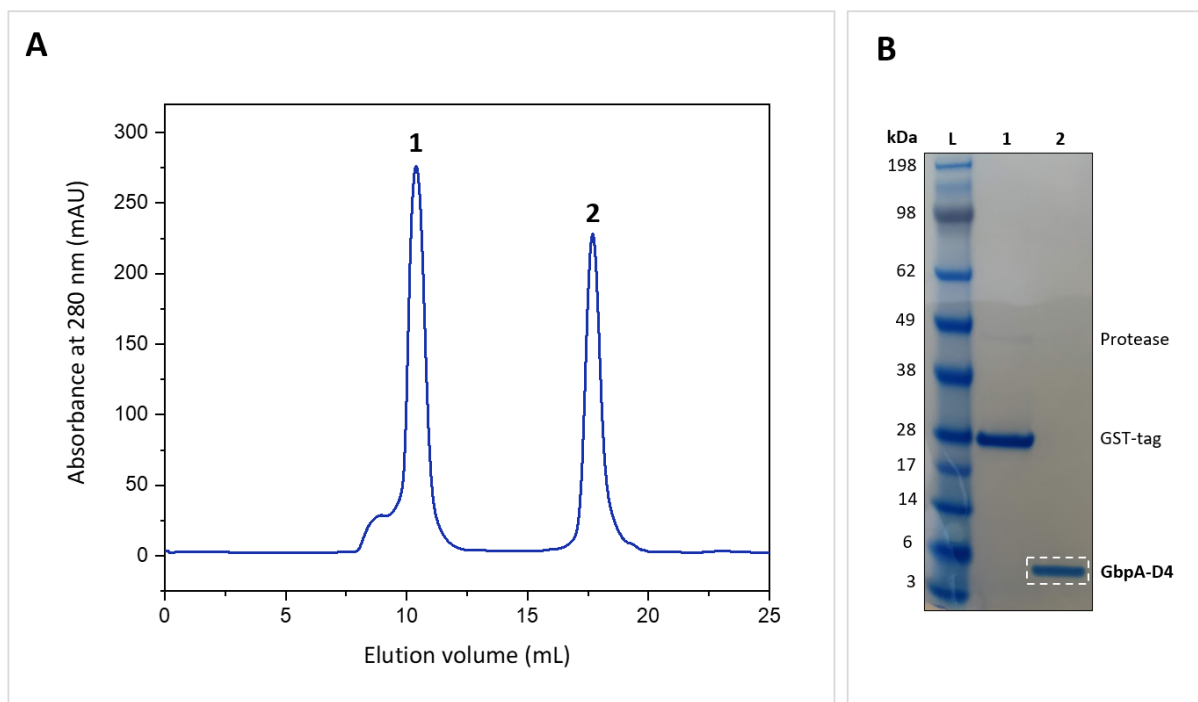 A
Absorbance at 280 nm (mAU)
300
250
200
150
100
50
0
1
2
0 5 10 15 20 25
Elution volume (mL)
B
kDa L 1 2
198
98
62
49
Protease
38
28
GST-tag
17
14
6
GbpA-D4
3